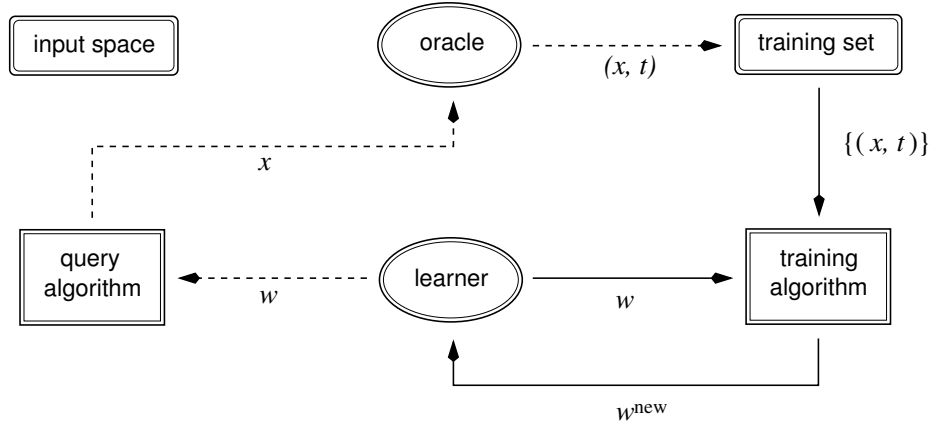 input space
oracle
(x, t)
training set
x
{( x, t )}
query
algorithm
w
learner
w
training
algorithm
w^new